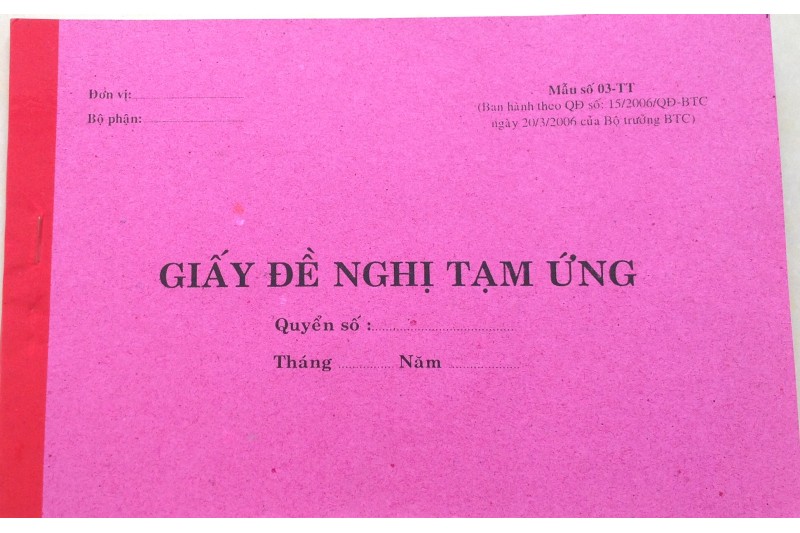 Đơn vị:........................
Bộ phận:......................
Mẫu số 03-TT
(Ban hành theo QĐ số: 15/2006/QĐ-BTC
ngày 20/3/2006 của Bộ trưởng BTC)
GIẤY ĐỀ NGHỊ TẠM ỨNG
Quyển số :................................
Tháng ............ Năm ...............